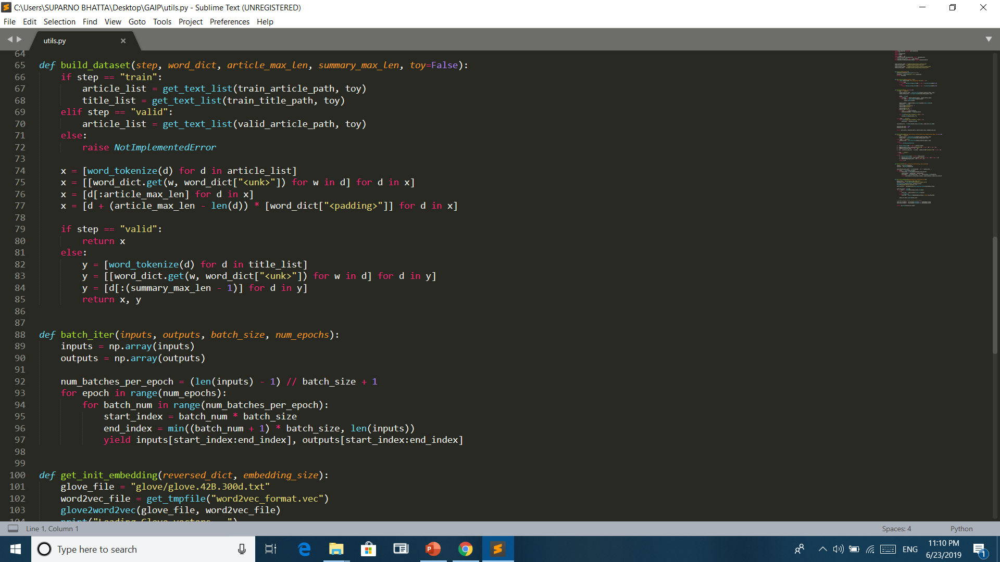 C:\Users\SUPARNO BHATTA\Desktop\GAIP\utils.py - Sublime Text (UNREGISTERED)
File Edit Selection Find View Goto Tools Project Preferences Help
utils.py
64
65 def build_dataset(step, word_dict, article_max_len, summary_max_len, toy=False):
66     if step == "train":
67         article_list = get_text_list(train_article_path, toy)
68         title_list = get_text_list(train_title_path, toy)
69     elif step == "valid":
70         article_list = get_text_list(valid_article_path, toy)
71     else:
72         raise NotImplementedError
73
74     x = [word_tokenize(d) for d in article_list]
75     x = [[word_dict.get(w, word_dict["<unk>"]) for w in d] for d in x]
76     x = [d[:article_max_len] for d in x]
77     x = [d + (article_max_len - len(d)) * [word_dict["<padding>"]] for d in x]
78
79     if step == "valid":
80         return x
81     else:
82         y = [word_tokenize(d) for d in title_list]
83         y = [[word_dict.get(w, word_dict["<unk>"]) for w in d] for d in y]
84         y = [d[:(summary_max_len - 1)] for d in y]
85         return x, y
86
87
88 def batch_iter(inputs, outputs, batch_size, num_epochs):
89     inputs = np.array(inputs)
90     outputs = np.array(outputs)
91
92     num_batches_per_epoch = (len(inputs) - 1) // batch_size + 1
93     for epoch in range(num_epochs):
94         for batch_num in range(num_batches_per_epoch):
95             start_index = batch_num * batch_size
96             end_index = min((batch_num + 1) * batch_size, len(inputs))
97             yield inputs[start_index:end_index], outputs[start_index:end_index]
98
99
100 def get_init_embedding(reversed_dict, embedding_size):
101     glove_file = "glove/glove.42B.300d.txt"
102     word2vec_file = get_tmpfile("word2vec_format.vec")
103     glove2word2vec(glove_file, word2vec_file)
104     print("Loading Glove vectors...")
Line 1, Column 1 Spaces: 4 Python
Type here to search ENG 11:10 PM
6/23/2019 1